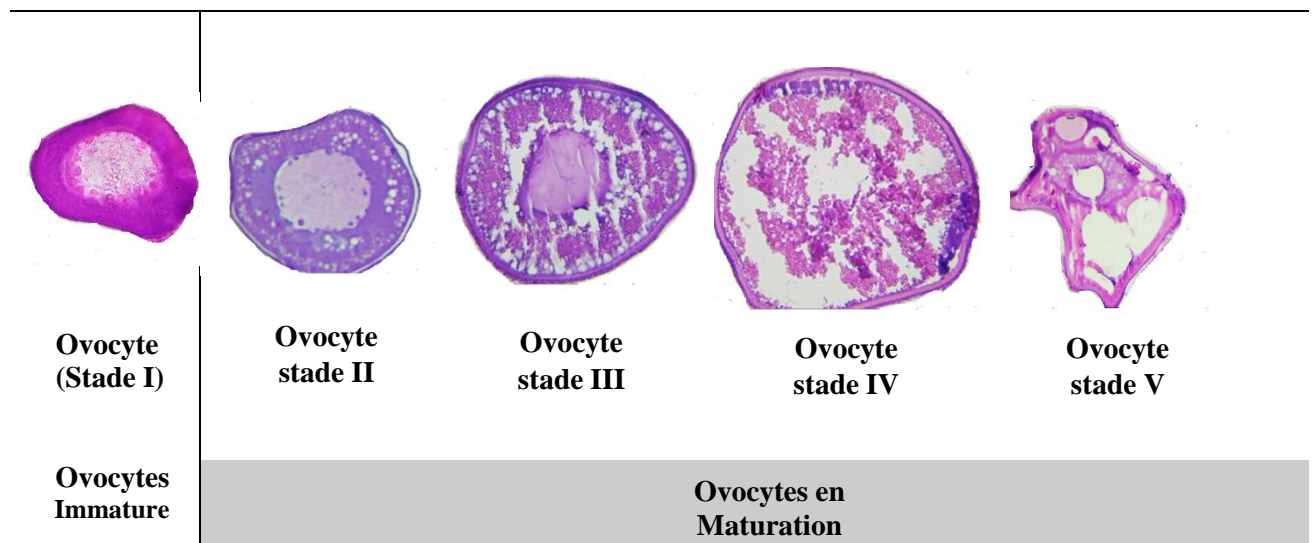 Ovocyte
(Stade I)
Ovocyte
stade II
Ovocyte
stade III
Ovocyte
stade IV
Ovocyte
stade V
Ovocytes
Immature
Ovocytes en
Maturation